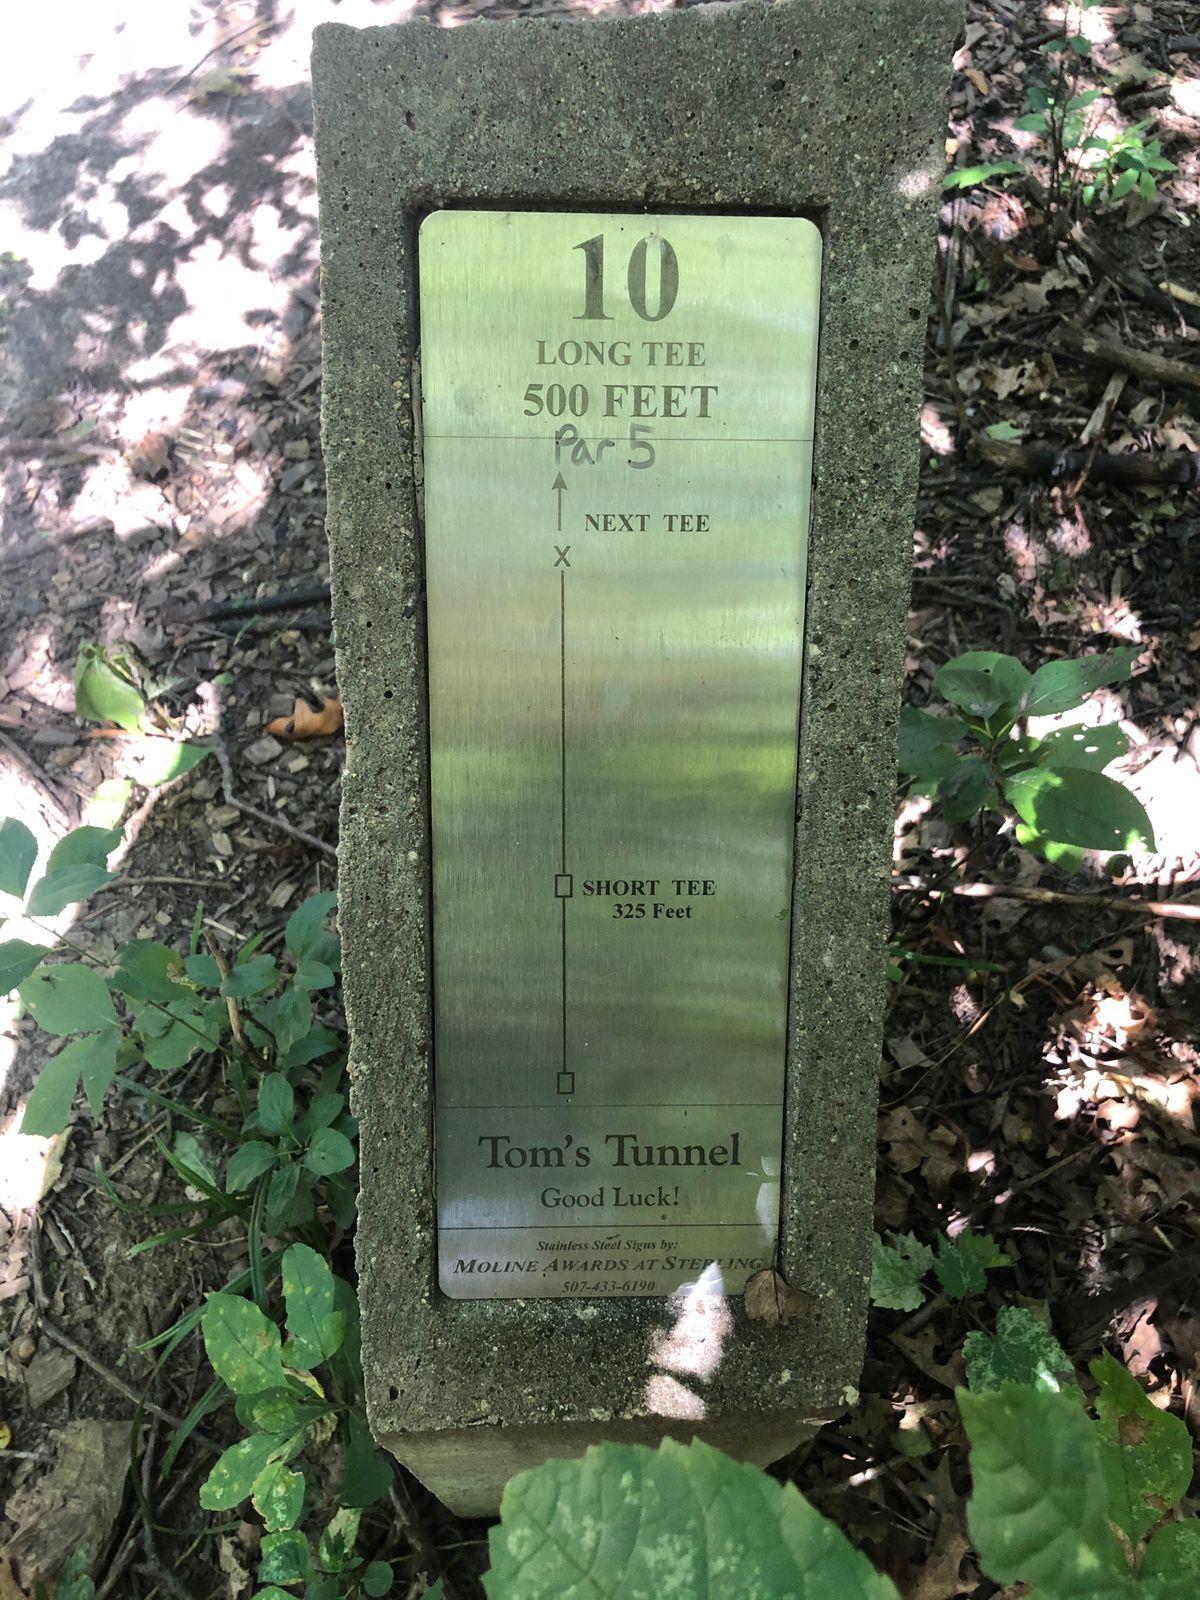 10
LONG TEE
500 FEET
Par 5
NEXT TEE
X
SHORT TEE
325 Feet
Tom's Tunnel
Good Luck!
Stainless Steel Signs by:
MOLINE AWARDS AT STERLING
507-433-6190